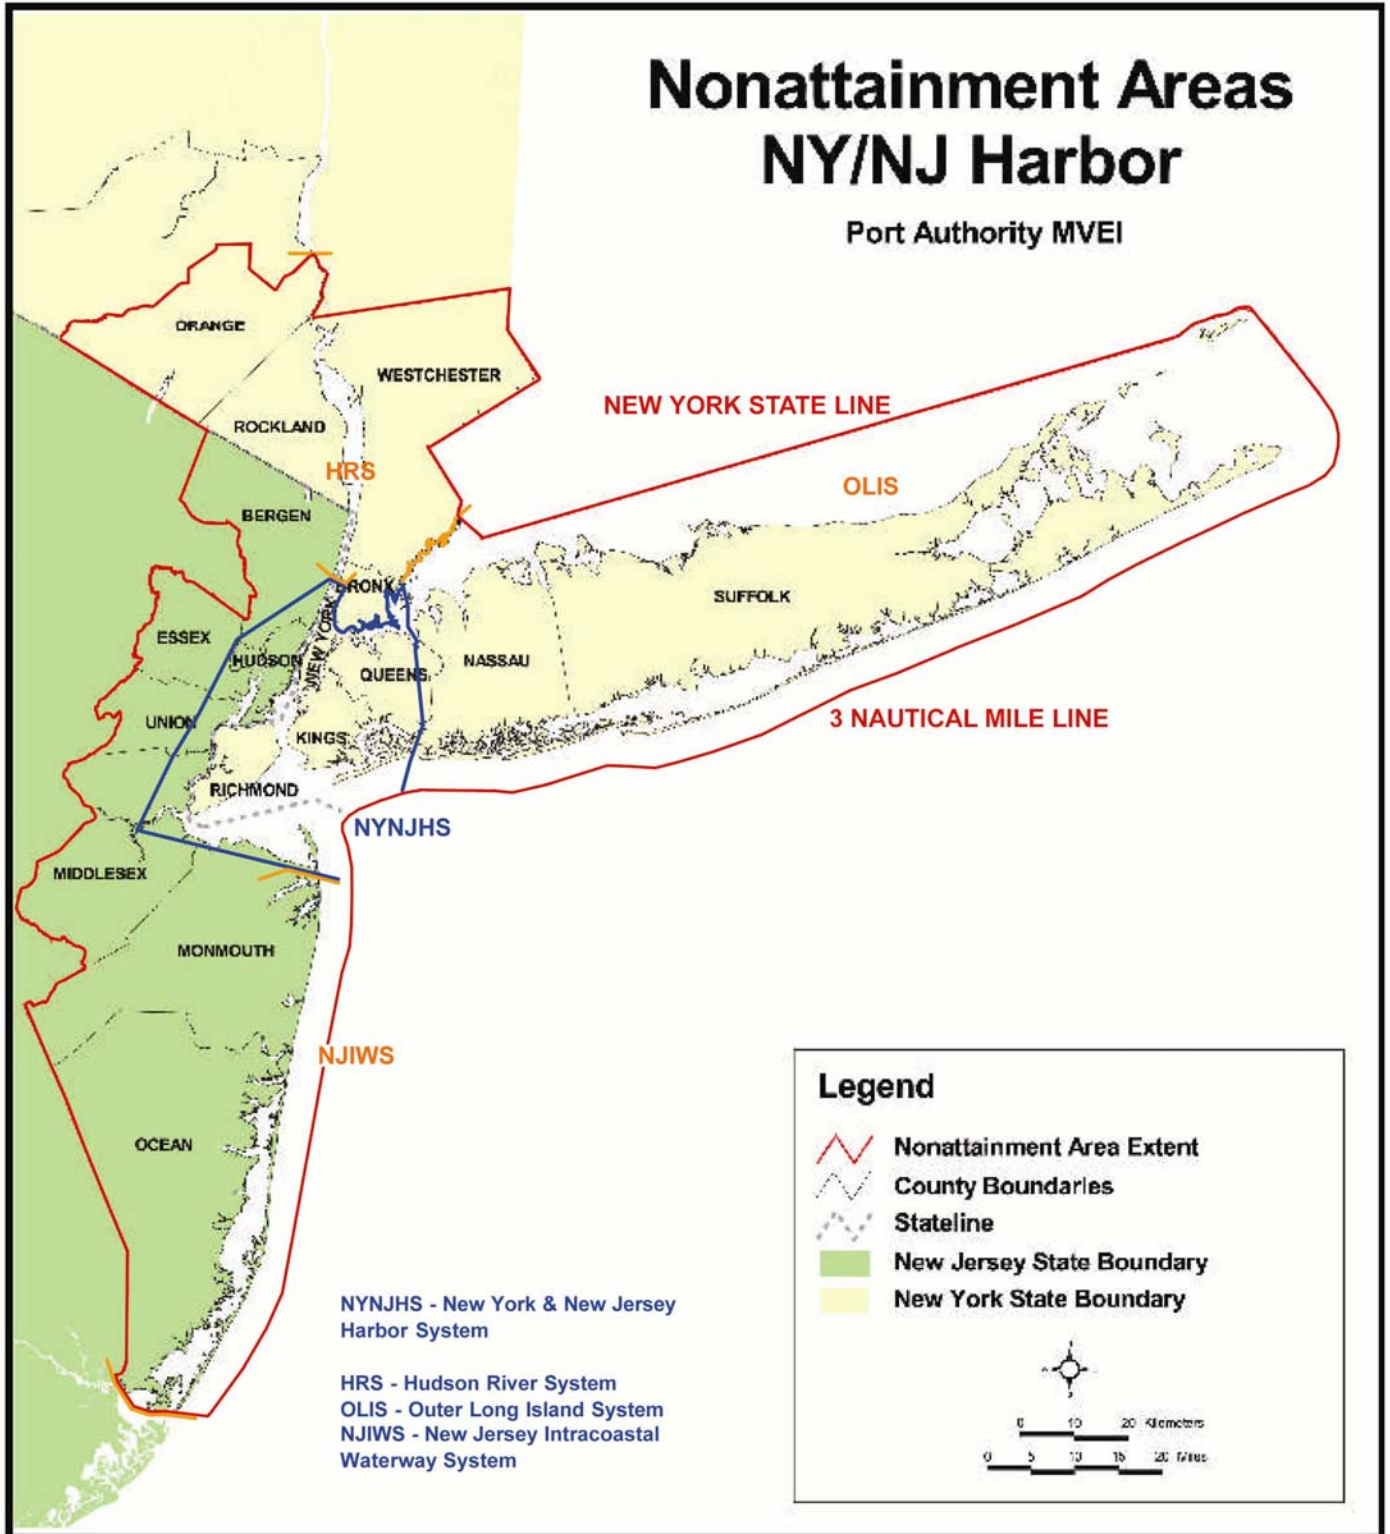 Nonattainment Areas
NY/NJ Harbor
Port Authority MVEI
ORANGE
WESTCHESTER
NEW YORK STATE LINE
ROCKLAND
HRS
OLIS
BERGEN
BRONX
SUFFOLK
ESSEX
NEW YORK
HUDSON
NASSAU
QUEENS
UNION
3 NAUTICAL MILE LINE
KINGS
RICHMOND
NYNJHS
MIDDLESEX
MONMOUTH
NJIWS
OCEAN
Legend
Nonattainment Area Extent
County Boundaries
Stateline
New Jersey State Boundary
New York State Boundary
NYNJHS - New York & New Jersey
Harbor System
HRS - Hudson River System
OLIS - Outer Long Island System
NJIWS - New Jersey Intracoastal
Waterway System
0 10 20 Kilometers
0 5 10 15 20 Miles